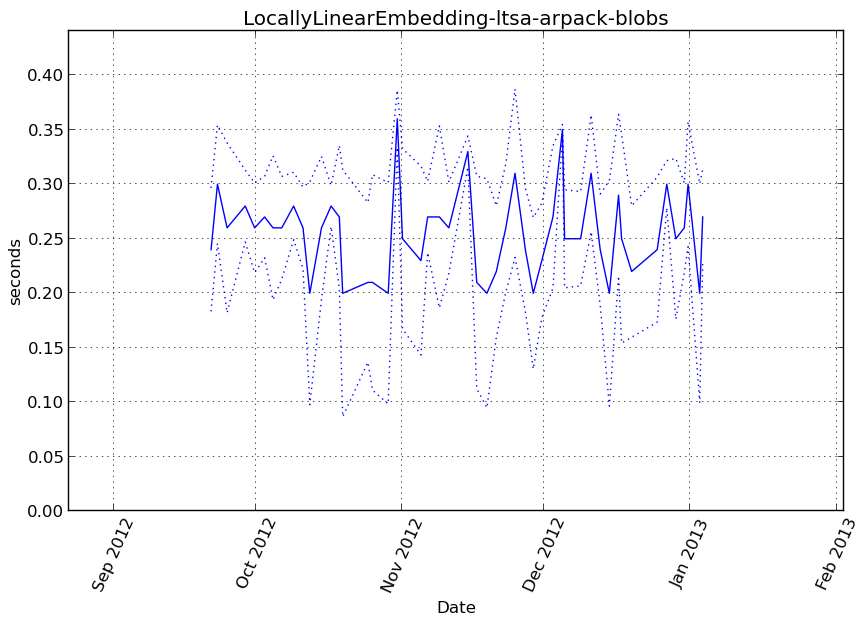 LocallyLinearEmbedding-ltsa-arpack-blobs
0.40
0.35
0.30
0.25
0.20
0.15
0.10
0.05
0.00
seconds
Sep 2012
Oct 2012
Nov 2012
Dec 2012
Jan 2013
Feb 2013
Date